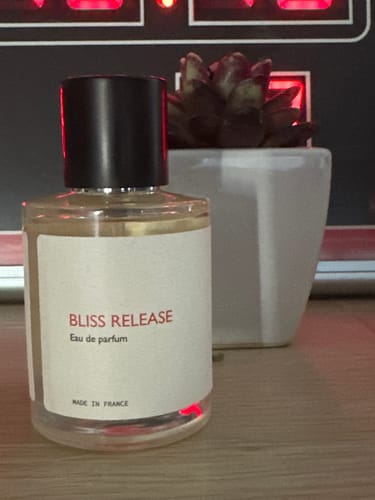 BLISS RELEASE
Eau de parfum
MADE IN FRANCE